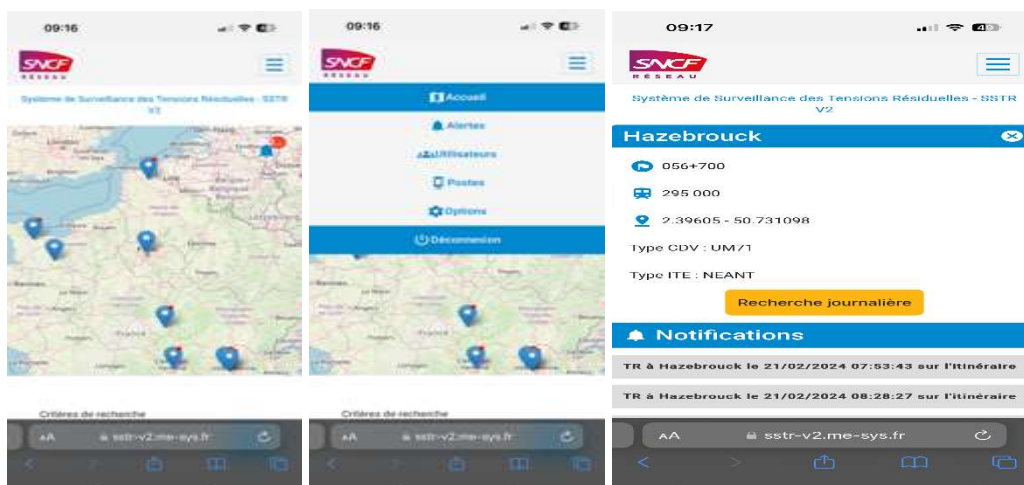 09:16
SNCF
RÉSEAU
Système de Surveillance des Tensions Résiduelles - SSTR
V2
London
Lille
Critères de recherche
AA sstr-v2.me-sys.fr
09:16
SNCF
RÉSEAU
Accueil
Alertes
Utilisateurs
Postes
Options
Déconnexion
Critères de recherche
AA sstr-v2.me-sys.fr
09:17
SNCF
RÉSEAU
Système de Surveillance des Tensions Résiduelles - SSTR
V2
Hazebrouck
056+700
295 000
2.39605 - 50.731098
Type CDV : UM71
Type ITE : NEANT
Recherche journalière
Notifications
TR à Hazebrouck le 21/02/2024 07:53:43 sur l'Itinéraire
TR à Hazebrouck le 21/02/2024 08:28:27 sur l'itinéraire
AA sstr-v2.me-sys.fr